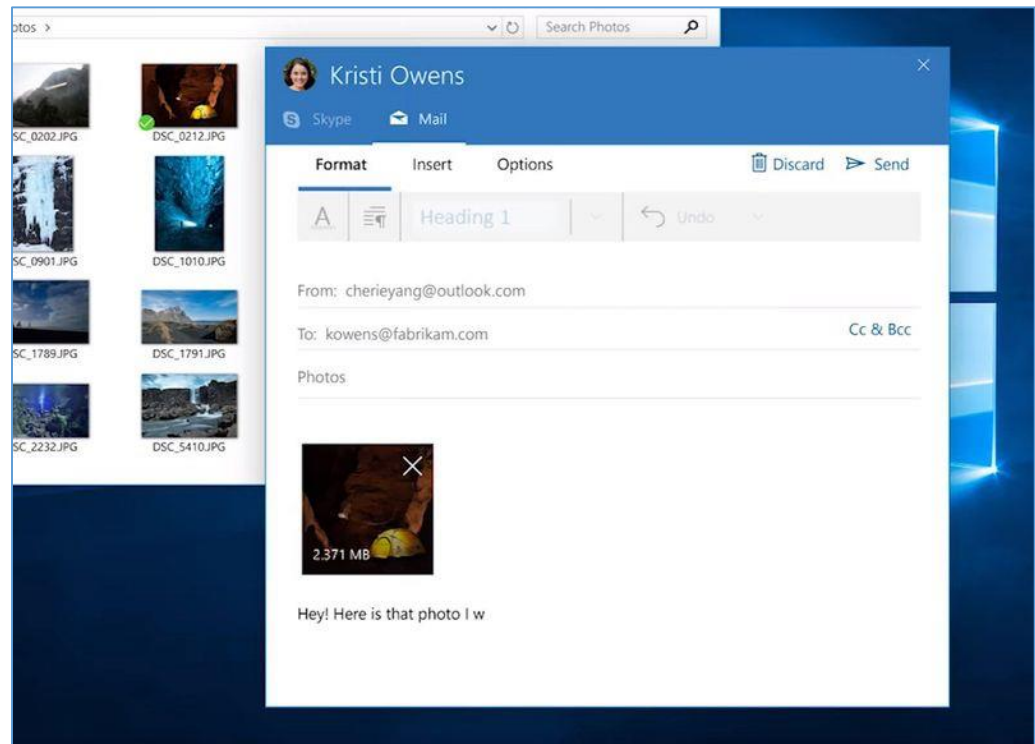 otos >
Search Photos
SC_0202.JPG
DSC_0212.JPG
SC_0901.JPG
DSC_1010.JPG
SC_1789.JPG
DSC_1791.JPG
SC_2232.JPG
DSC_5410.JPG
Kristi Owens
Skype Mail
Format Insert Options Discard Send
A Heading 1 Undo
From: cherieyang@outlook.com
To: kowens@fabrikam.com Cc & Bcc
Photos
2.371 MB
Hey! Here is that photo I w